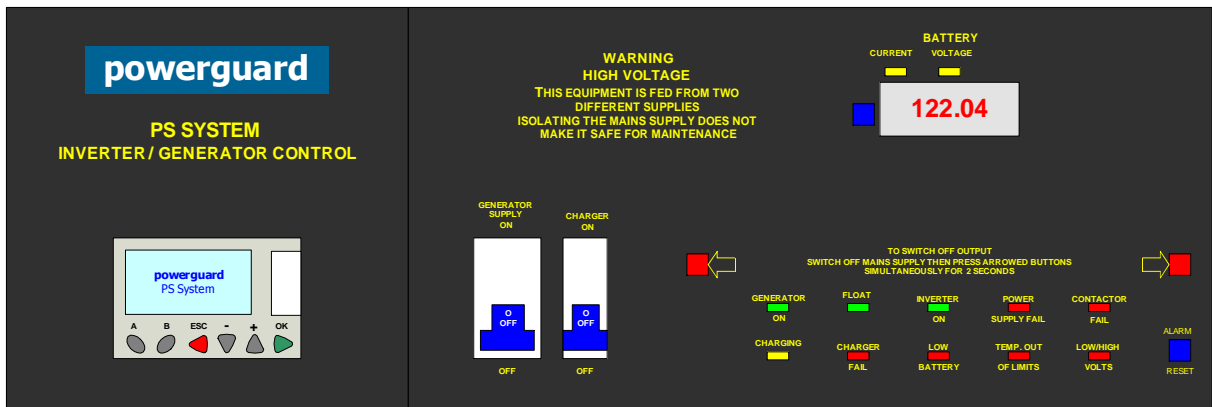 powerguard
PS SYSTEM
INVERTER / GENERATOR CONTROL
powerguard
PS System
A B ESC - + OK
WARNING
HIGH VOLTAGE
THIS EQUIPMENT IS FED FROM TWO
DIFFERENT SUPPLIES
ISOLATING THE MAINS SUPPLY DOES NOT
MAKE IT SAFE FOR MAINTENANCE
BATTERY
CURRENT VOLTAGE
122.04
GENERATOR
SUPPLY
ON
O
OFF
OFF
CHARGER
ON
O
OFF
OFF
TO SWITCH OFF OUTPUT
SWITCH OFF MAINS SUPPLY THEN PRESS ARROWED BUTTONS
SIMULTANEOUSLY FOR 2 SECONDS
GENERATOR
ON
FLOAT
INVERTER
ON
POWER
SUPPLY FAIL
CONTACTOR
FAIL
CHARGING
CHARGER
FAIL
LOW
BATTERY
TEMP. OUT
OF LIMITS
LOW/HIGH
VOLTS
ALARM
RESET